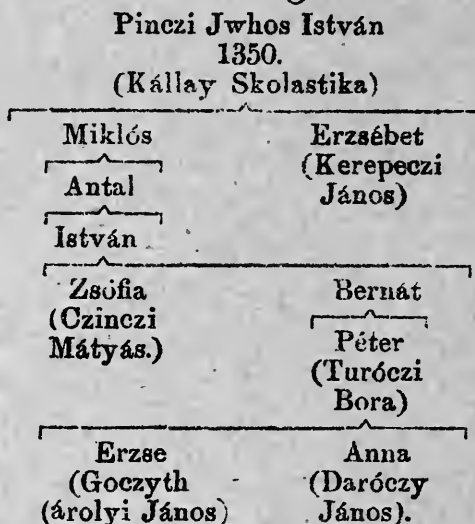 Pinczi Jwhos István
1350.
(Kállay Skolastika)
Miklós Erzsébet
Antal (Kerepeczi
István János)
Zsófia Bernát
(Czinczi Péter
Mátyás.) (Turóczi
Bora)
Erzse Anna
(Goczyth (Daróczy
(árolyi János) János).